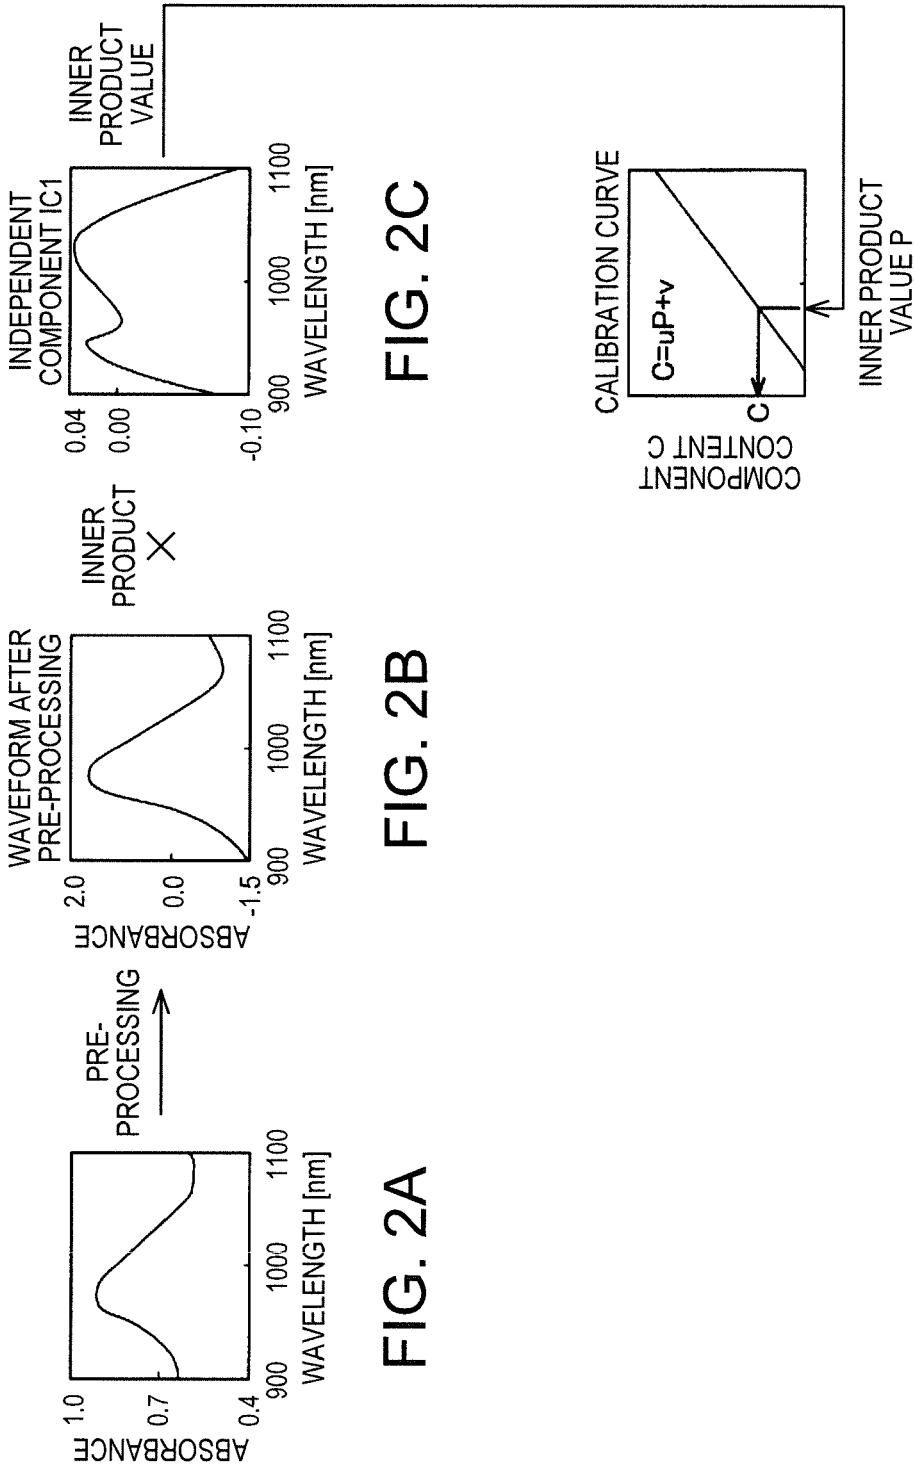 ABSORBANCE
1.0
0.7
0.4
900
1000
1100
WAVELENGTH [nm]
FIG. 2A
PRE-
PROCESSING
WAVEFORM AFTER
PRE-PROCESSING
ABSORBANCE
2.0
0.0
-1.5
900
1000
1100
WAVELENGTH [nm]
FIG. 2B
INNER
PRODUCT
×
INDEPENDENT
COMPONENT IC1
0.04
0.00
-0.10
900
1000
1100
WAVELENGTH [nm]
FIG. 2C
INNER
PRODUCT
VALUE
CALIBRATION CURVE
COMPONENT
CONTENT C
C=uP+v
C
INNER PRODUCT
VALUE P